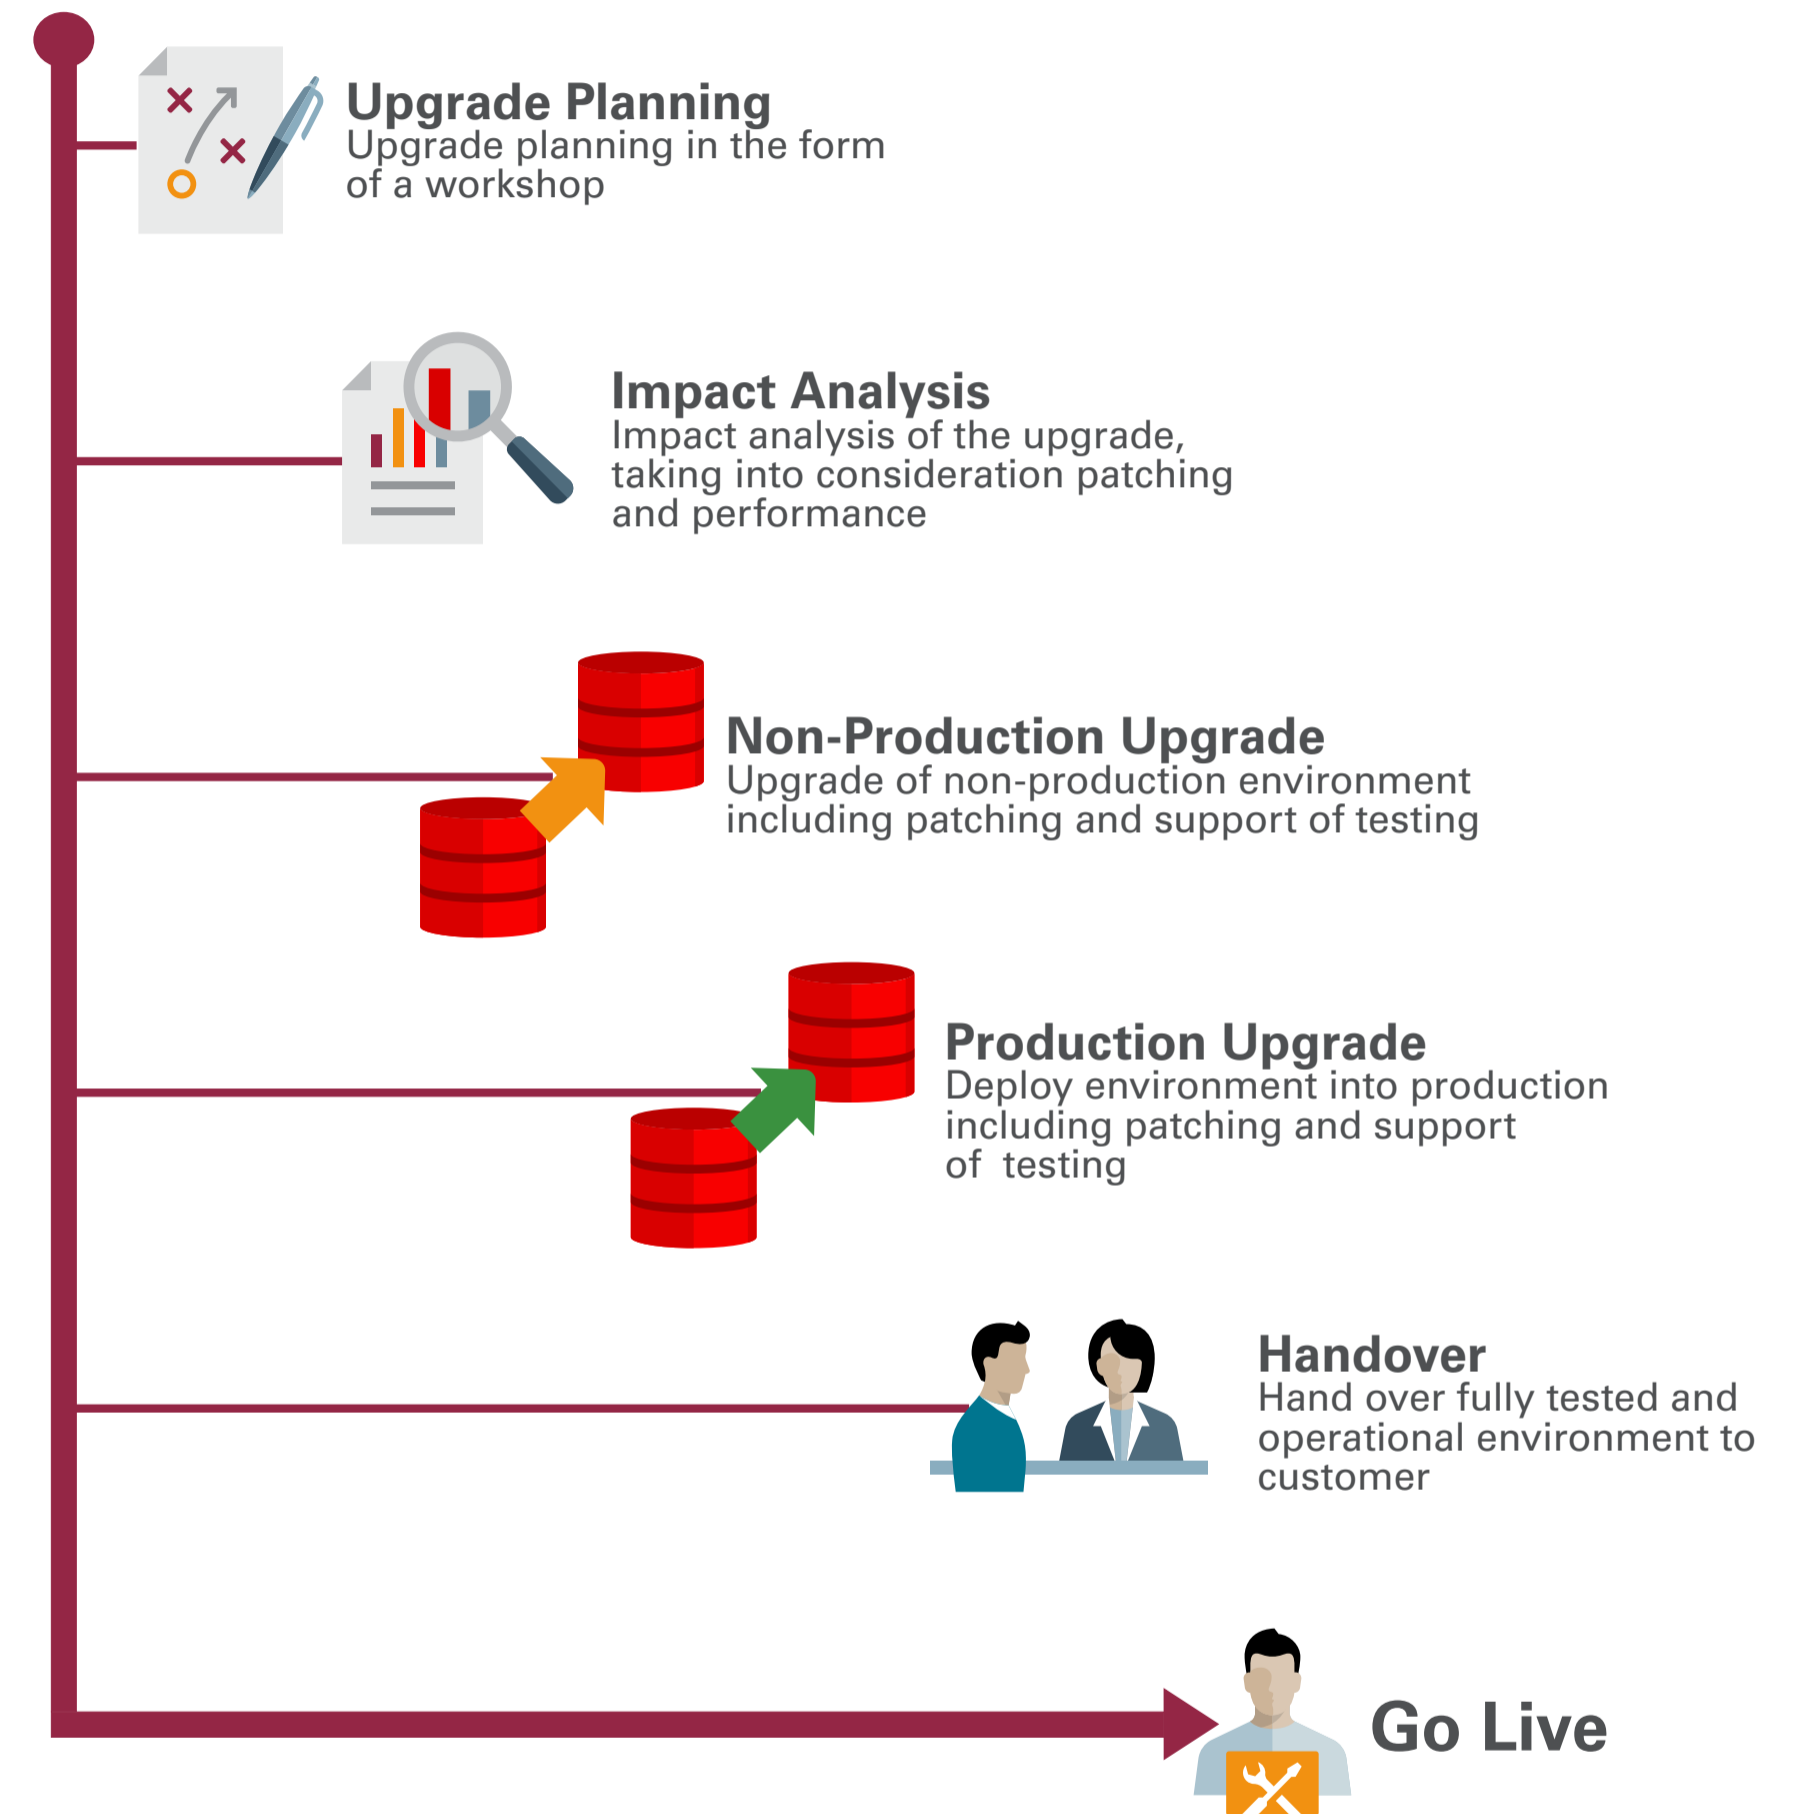 Upgrade Planning
Upgrade planning in the form
of a workshop
Impact Analysis
Impact analysis of the upgrade,
taking into consideration patching
and performance
Non-Production Upgrade
Upgrade of non-production environment
including patching and support of testing
Production Upgrade
Deploy environment into production
including patching and support
of  testing
Handover
Hand over fully tested and
operational environment to
customer
Go Live